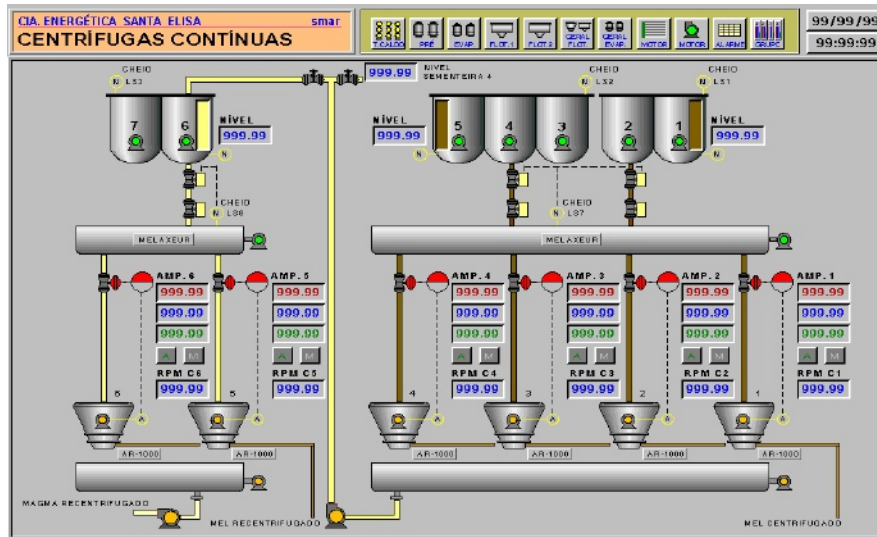 CIA. ENERGÉTICA SANTA ELISA smar
CENTRÍFUGAS CONTÍNUAS
T.CALDO PRÉ EVAP FLOT.1 FLOT.2 GERAL FLOT. GERAL EVAP. MOTOR MOTOR ALARME GRUPO
99/99/99
99:99:99
CHEIO
N LS3
999.99 NIVEL
SEMENTEIRA 4
CHEIO
N LS2
CHEIO
N LS1
7 6
NÍVEL
999.99
N
NÍVEL
999.99
5 4 3 2 1
N
N
CHEIO
N LS8
CHEIO
N LS7
MELAXEUR
MELAXEUR
AMP. 6
999.99
999.99
999.99
A M
RPM C6
999.99
AMP. 5
999.99
999.99
999.99
A M
RPM C5
999.99
AMP. 4
999.99
999.99
999.99
A M
RPM C4
999.99
AMP. 3
999.99
999.99
999.99
A M
RPM C3
999.99
AMP. 2
999.99
999.99
999.99
A M
RPM C2
999.99
AMP. 1
999.99
999.99
999.99
A M
RPM C1
999.99
6 5 4 3 2 1
A A A A A A
AR-1000 AR-1000 AR-1000 AR-1000 AR-1000 AR-1000
MAGMA RECENTRIFUGADO
MEL RECENTRIFUGADO
MEL CENTRIFUGADO